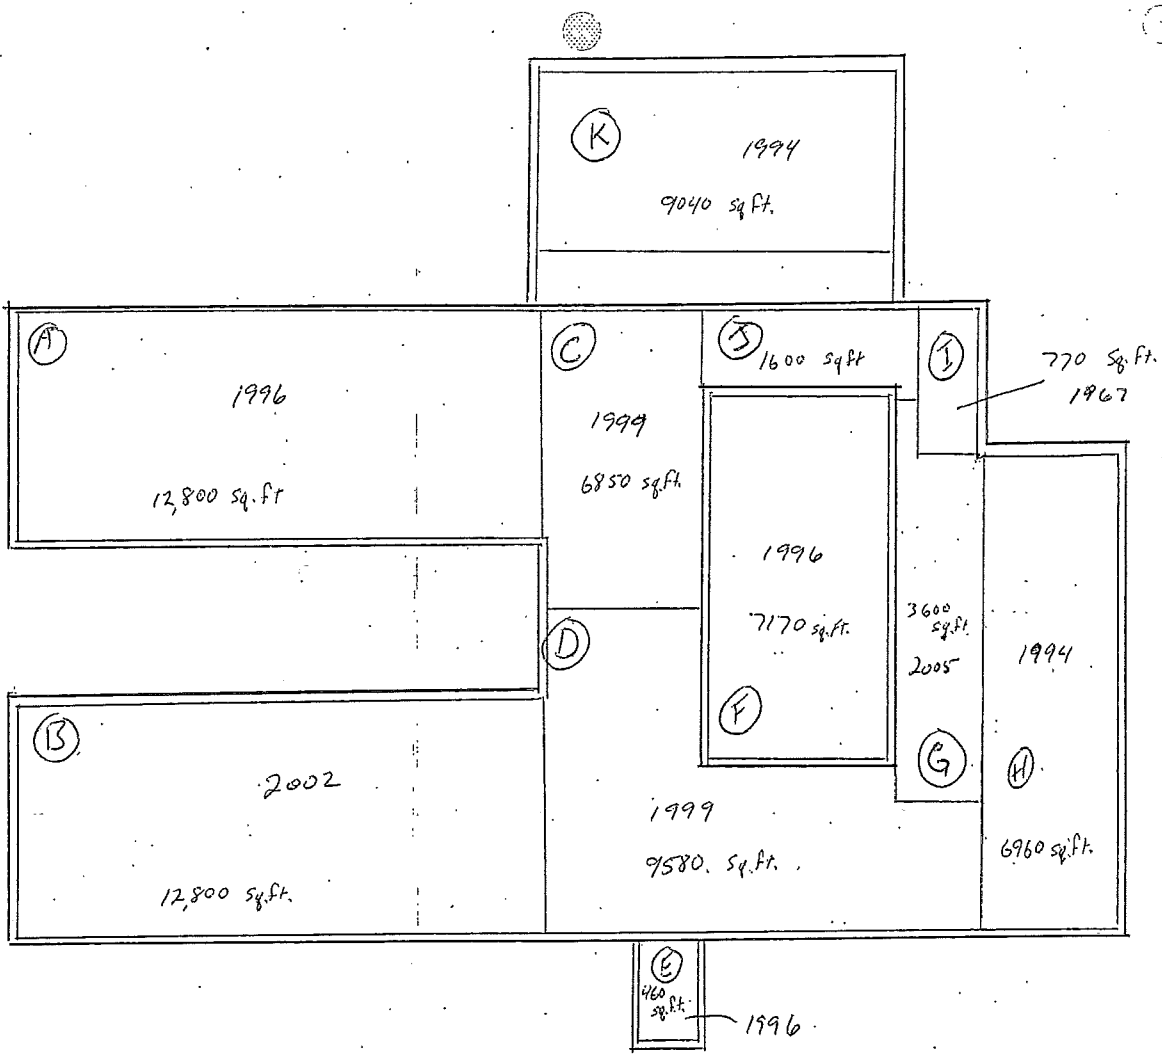 K
1994
9040 sq ft.
A
1996
12,800 sq.ft
C
1999
6850 sq.ft.
J
1600 sqft
I
770 Sq.ft.
1967
1996
7170 sq.ft.
F
3600
sq.ft.
2005
G
1994
H
6960 sq.ft.
D
1999
9580. Sq.ft.
B
2002
12,800 sq.ft.
E
460
sq.ft.
1996